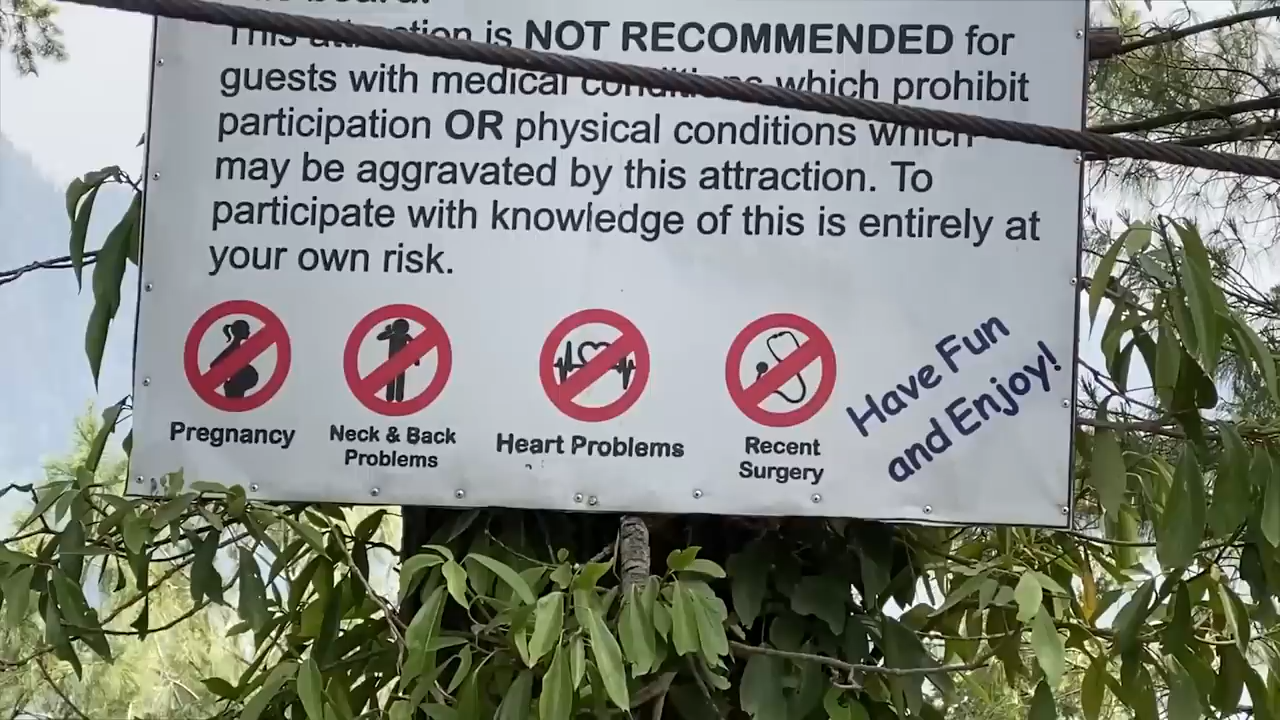 This attraction is NOT RECOMMENDED for
guests with medical conditions which prohibit
participation OR physical conditions which
may be aggravated by this attraction. To
participate with knowledge of this is entirely at
your own risk.
Pregnancy
Neck & Back
Problems
Heart Problems
Recent
Surgery
Have Fun
and Enjoy!